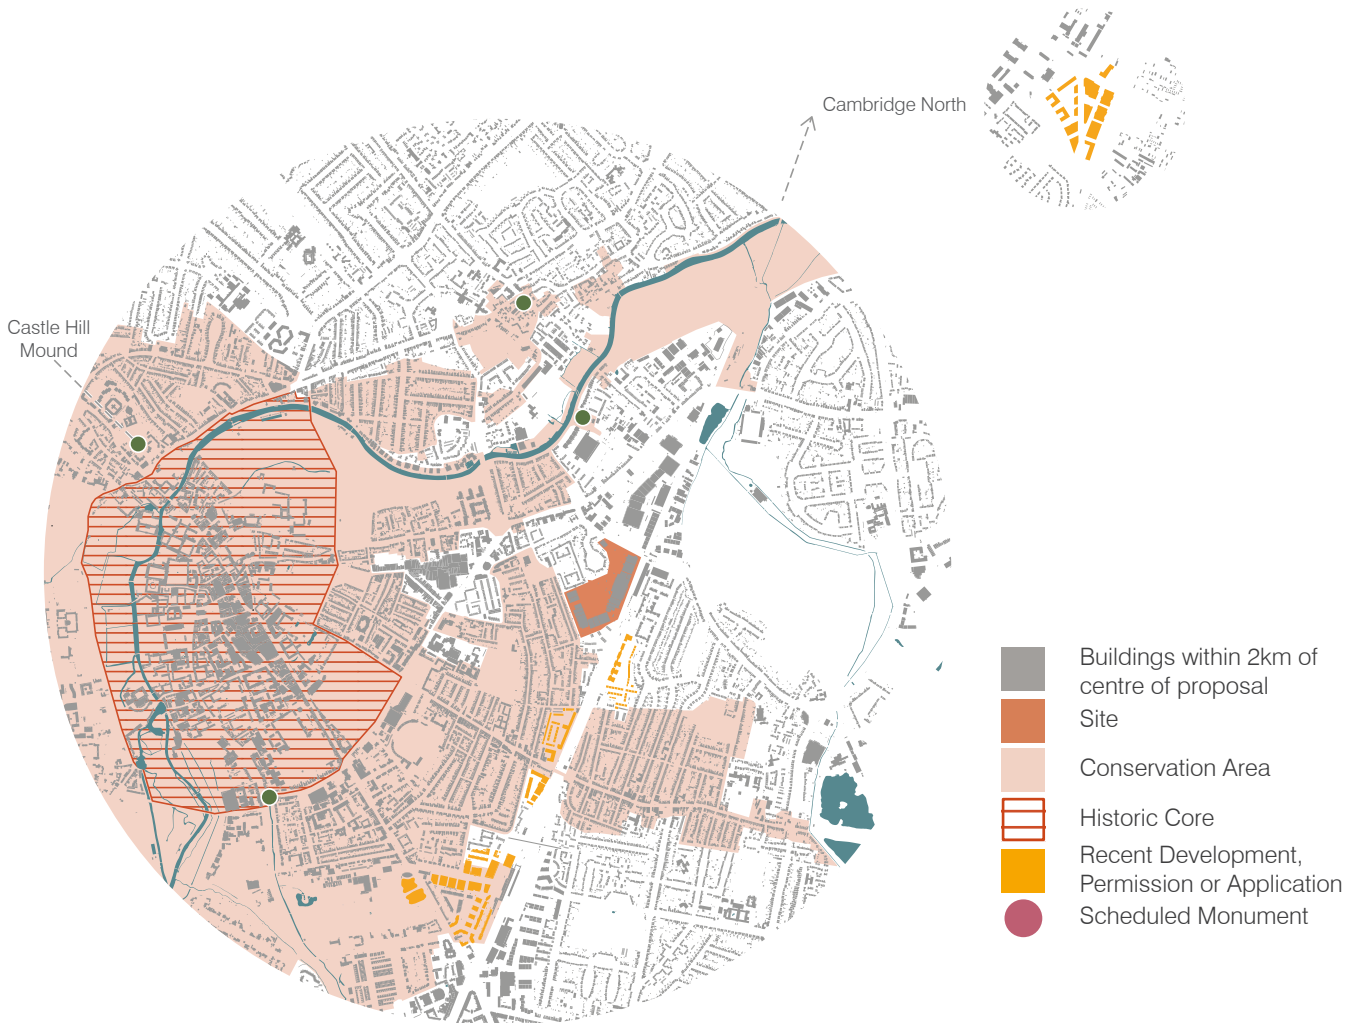 Cambridge North
Castle Hill
Mound
Buildings within 2km of
centre of proposal
Site
Conservation Area
Historic Core
Recent Development,
Permission or Application
Scheduled Monument